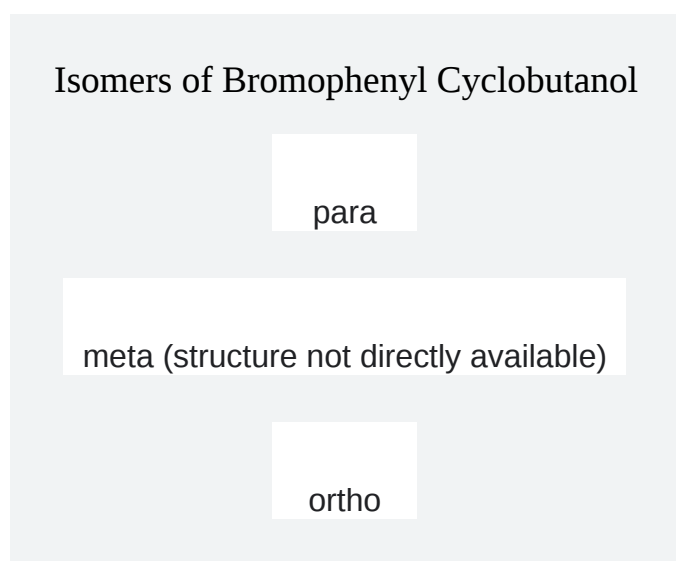 Isomers of Bromophenyl Cyclobutanol
para
meta (structure not directly available)
ortho